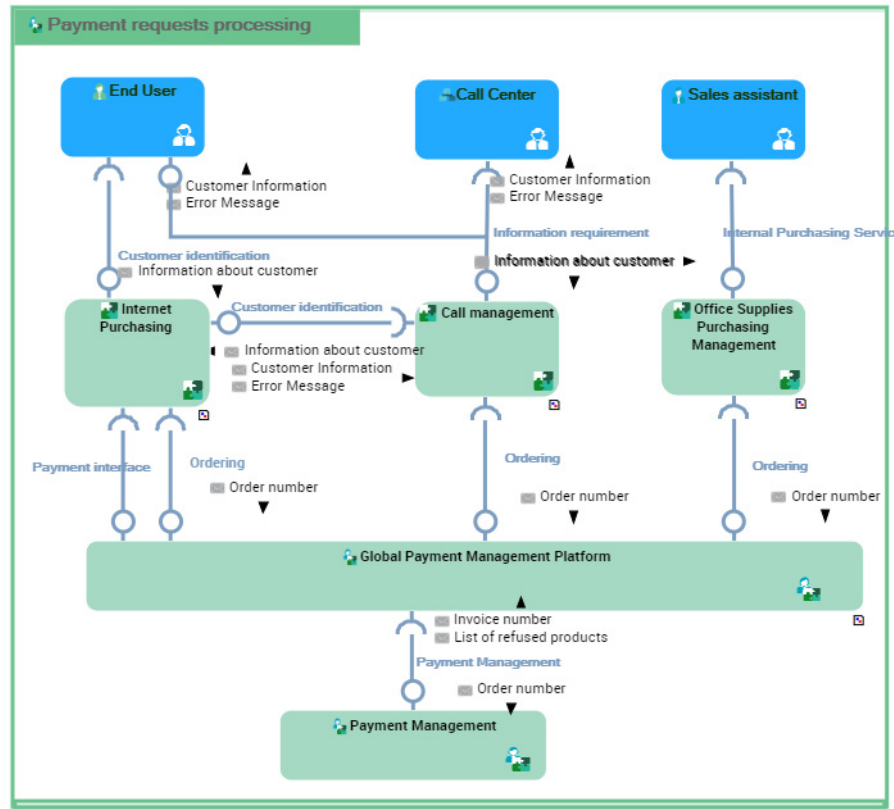 Payment requests processing
End User
Call Center
Sales assistant
Customer Information
Error Message
Customer Information
Error Message
Information requirement
Internal Purchasing Servic
Customer identification
Information about customer
Information about customer
Customer identification
Internet
Purchasing
Call management
Office Supplies
Purchasing
Management
Information about customer
Customer Information
Error Message
Payment interface
Ordering
Ordering
Ordering
Order number
Order number
Order number
Global Payment Management Platform
Invoice number
List of refused products
Payment Management
Order number
Payment Management